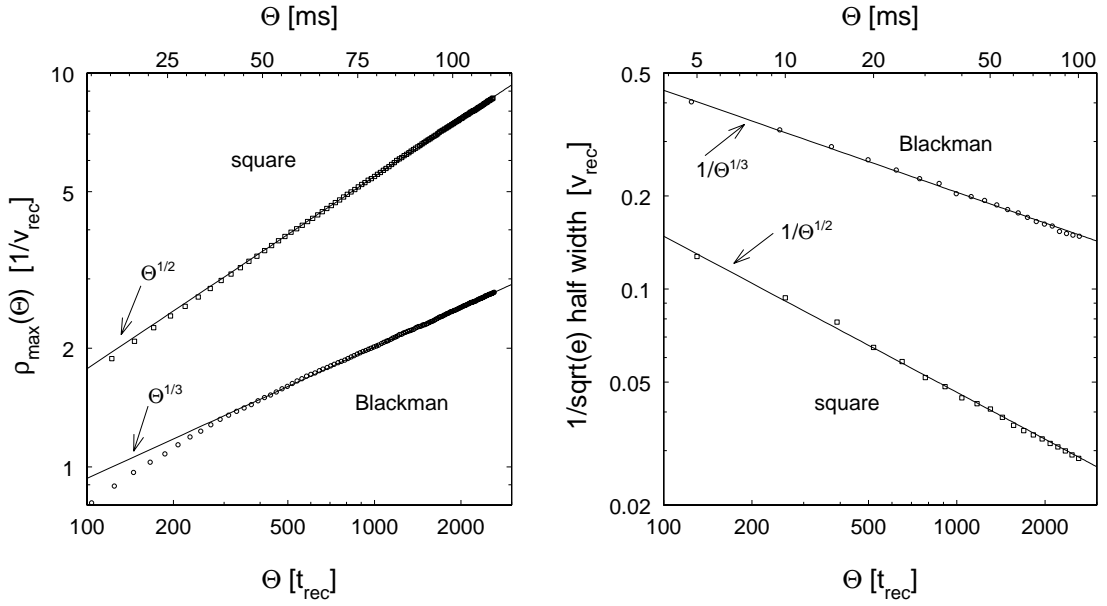 Θ [ms]
25 50 75 100
10
5
2
1
ρmax(Θ) [1/vrec]
square
Θ1/2
Θ1/3
Blackman
100 200 500 1000 2000
Θ [trec]
Θ [ms]
5 10 20 50 100
0.5
0.2
0.1
0.05
0.02
1/sqrt(e) half width [vrec]
Blackman
1/Θ1/3
1/Θ1/2
square
100 200 500 1000 2000
Θ [trec]